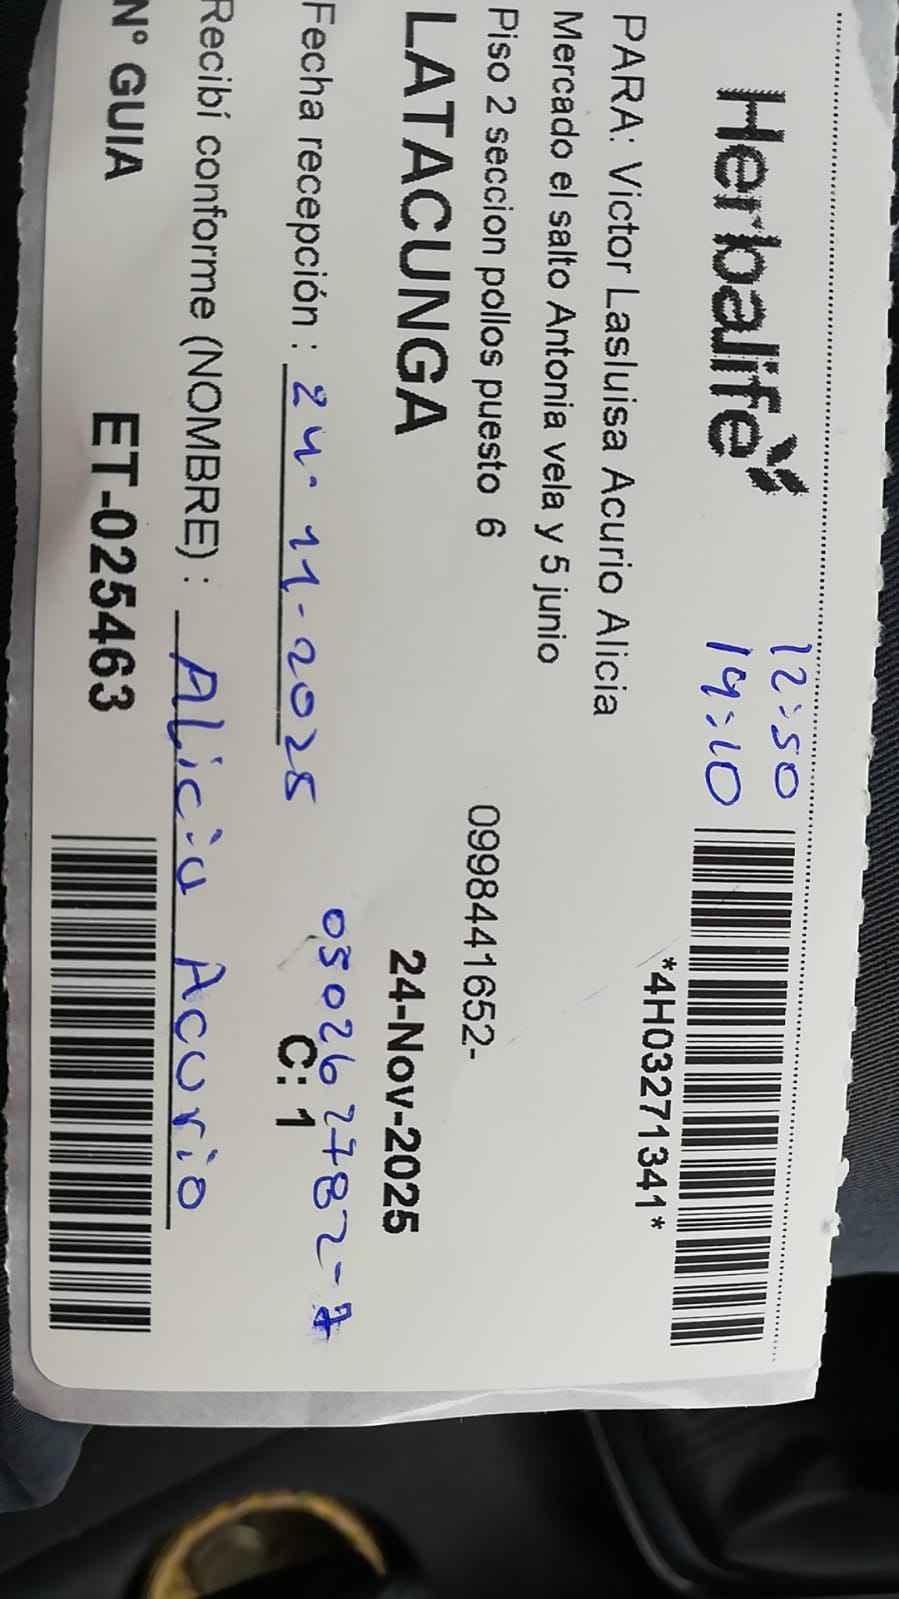 Herbalife
12:50
14:10
*4H03271341*
PARA: Victor Lasluisa Acurio Alicia
Mercado el salto Antonia vela y 5 junio
Piso 2 seccion pollos puesto 6
0998441652-
LATACUNGA
24-Nov-2025
Fecha recepción : 24-11-2025
050262782-7
C: 1
Recibí conforme (NOMBRE) : Alicia Acurio
N° GUIA ET-025463